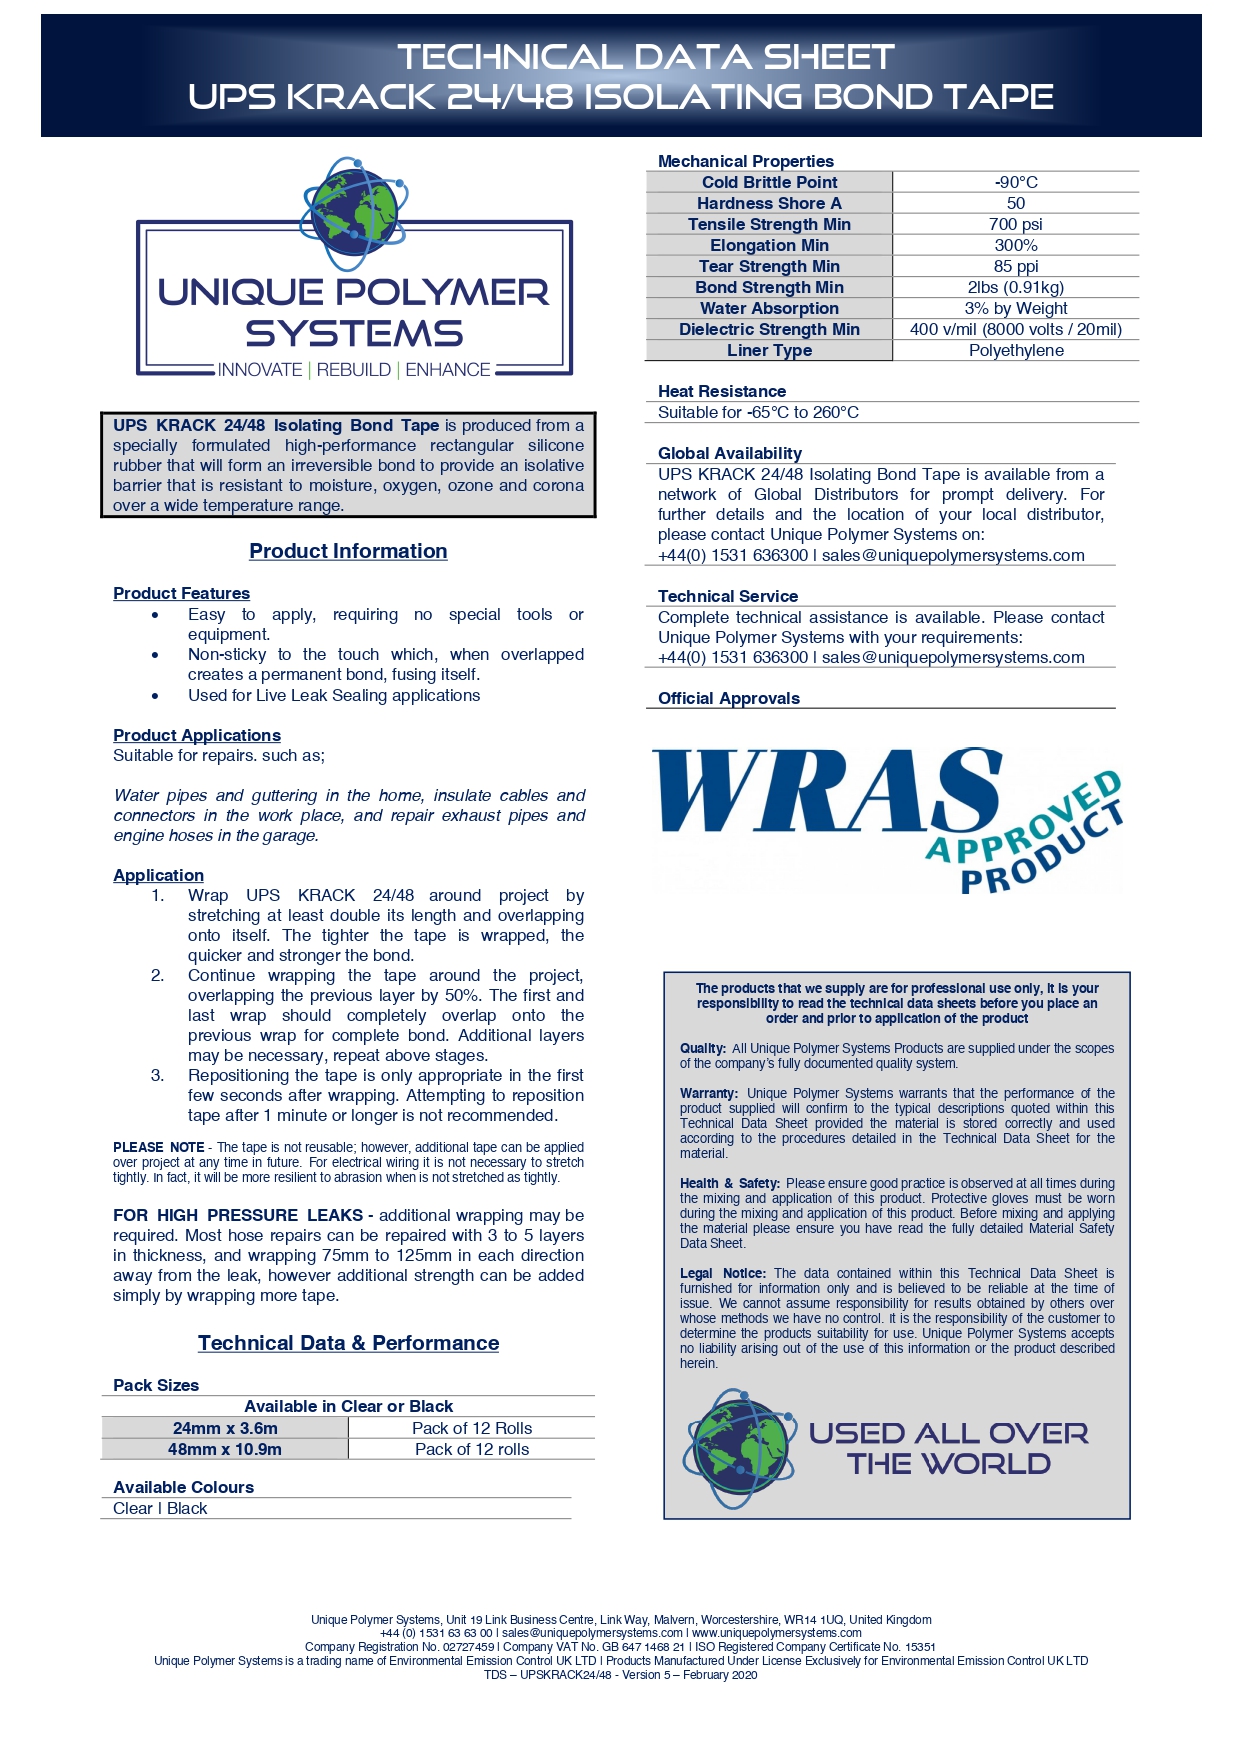 TECHNICAL DATA SHEET
UPS KRACK 24/48 ISOLATING BOND TAPE
UNIQUE POLYMER
SYSTEMS
INNOVATE | REBUILD | ENHANCE
UPS KRACK 24/48 Isolating Bond Tape is produced from a
specially formulated high-performance rectangular silicone
rubber that will form an irreversible bond to provide an isolative
barrier that is resistant to moisture, oxygen, ozone and corona
over a wide temperature range.
Product Information
Product Features
• Easy to apply, requiring no special tools or
equipment.
• Non-sticky to the touch which, when overlapped
creates a permanent bond, fusing itself.
• Used for Live Leak Sealing applications
Product Applications
Suitable for repairs. such as;
Water pipes and guttering in the home, insulate cables and
connectors in the work place, and repair exhaust pipes and
engine hoses in the garage.
Application
1. Wrap UPS KRACK 24/48 around project by
stretching at least double its length and overlapping
onto itself. The tighter the tape is wrapped, the
quicker and stronger the bond.
2. Continue wrapping the tape around the project,
overlapping the previous layer by 50%. The first and
last wrap should completely overlap onto the
previous wrap for complete bond. Additional layers
may be necessary, repeat above stages.
3. Repositioning the tape is only appropriate in the first
few seconds after wrapping. Attempting to reposition
tape after 1 minute or longer is not recommended.
PLEASE NOTE - The tape is not reusable; however, additional tape can be applied
over project at any time in future. For electrical wiring it is not necessary to stretch
tightly. In fact, it will be more resilient to abrasion when is not stretched as tightly.
FOR HIGH PRESSURE LEAKS - additional wrapping may be
required. Most hose repairs can be repaired with 3 to 5 layers
in thickness, and wrapping 75mm to 125mm in each direction
away from the leak, however additional strength can be added
simply by wrapping more tape.
Technical Data & Performance
Pack Sizes
Available in Clear or Black
24mm x 3.6m Pack of 12 Rolls
48mm x 10.9m Pack of 12 rolls
Available Colours
Clear | Black
Mechanical Properties
Cold Brittle Point -90°C
Hardness Shore A 50
Tensile Strength Min 700 psi
Elongation Min 300%
Tear Strength Min 85 ppi
Bond Strength Min 2lbs (0.91kg)
Water Absorption 3% by Weight
Dielectric Strength Min 400 v/mil (8000 volts / 20mil)
Liner Type Polyethylene
Heat Resistance
Suitable for -65°C to 260°C
Global Availability
UPS KRACK 24/48 Isolating Bond Tape is available from a
network of Global Distributors for prompt delivery. For
further details and the location of your local distributor,
please contact Unique Polymer Systems on:
+44(0) 1531 636300 | sales@uniquepolymersystems.com
Technical Service
Complete technical assistance is available. Please contact
Unique Polymer Systems with your requirements:
+44(0) 1531 636300 | sales@uniquepolymersystems.com
Official Approvals
WRAS
APPROVED
PRODUCT
The products that we supply are for professional use only, it is your
responsibility to read the technical data sheets before you place an
order and prior to application of the product
Quality: All Unique Polymer Systems Products are supplied under the scopes
of the company's fully documented quality system.
Warranty: Unique Polymer Systems warrants that the performance of the
product supplied will confirm to the typical descriptions quoted within this
Technical Data Sheet provided the material is stored correctly and used
according to the procedures detailed in the Technical Data Sheet for the
material.
Health & Safety: Please ensure good practice is observed at all times during
the mixing and application of this product. Protective gloves must be worn
during the mixing and application of this product. Before mixing and applying
the material please ensure you have read the fully detailed Material Safety
Data Sheet.
Legal Notice: The data contained within this Technical Data Sheet is
furnished for information only and is believed to be reliable at the time of
issue. We cannot assume responsibility for results obtained by others over
whose methods we have no control. It is the responsibility of the customer to
determine the products suitability for use. Unique Polymer Systems accepts
no liability arising out of the use of this information or the product described
herein.
USED ALL OVER
THE WORLD
Unique Polymer Systems, Unit 19 Link Business Centre, Link Way, Malvern, Worcestershire, WR14 1UQ, United Kingdom
+44 (0) 1531 63 63 00 | sales@uniquepolymersystems.com | www.uniquepolymersystems.com
Company Registration No. 02727459 | Company VAT No. GB 647 1468 21 | ISO Registered Company Certificate No. 15351
Unique Polymer Systems is a trading name of Environmental Emission Control UK LTD | Products Manufactured Under License Exclusively for Environmental Emission Control UK LTD
TDS – UPSKRACK24/48 - Version 5 – February 2020